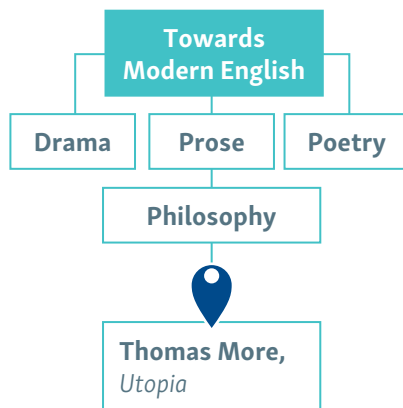 Towards
Modern English
Drama
Prose
Poetry
Philosophy
Thomas More,
Utopia